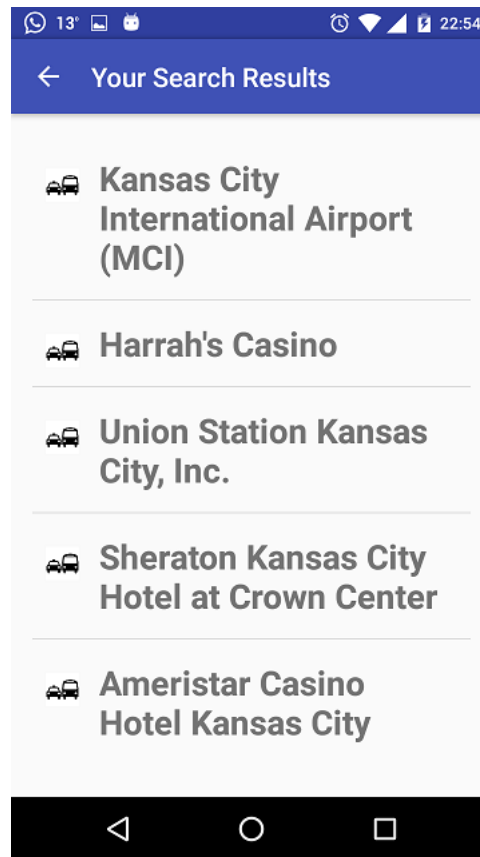 13° 22:54
Your Search Results
Kansas City
International Airport
(MCI)
Harrah's Casino
Union Station Kansas
City, Inc.
Sheraton Kansas City
Hotel at Crown Center
Ameristar Casino
Hotel Kansas City